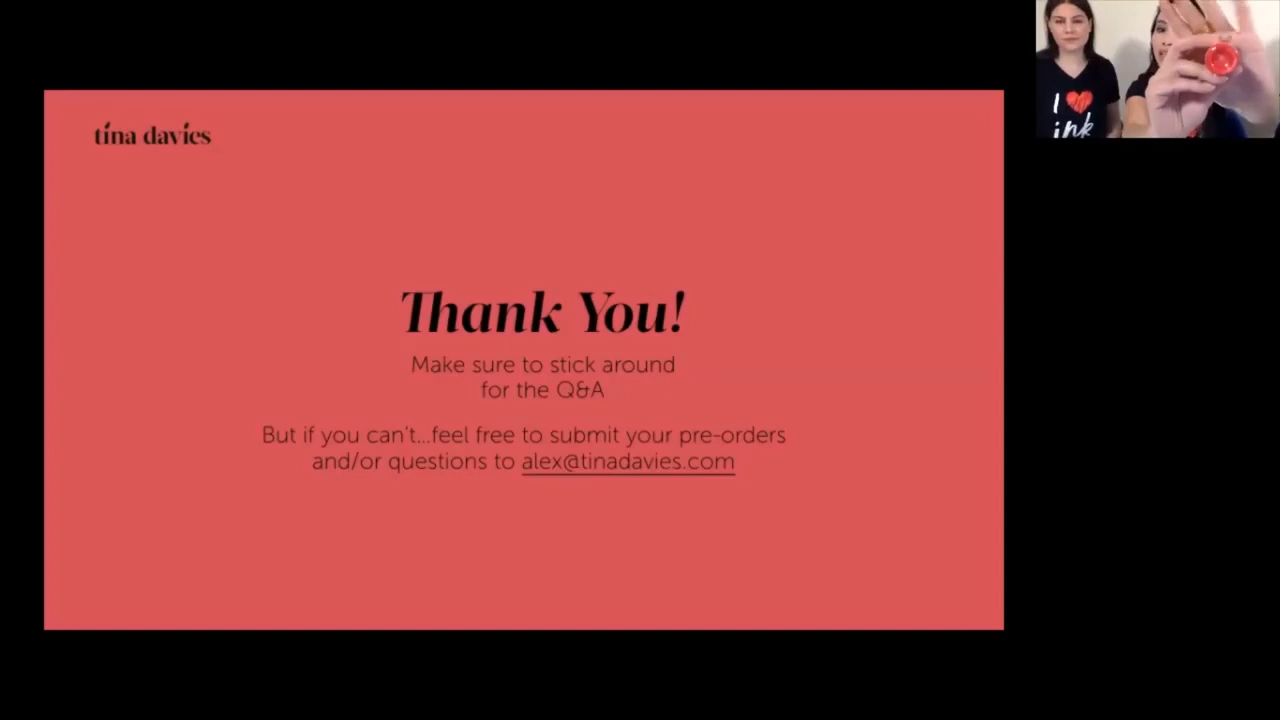 tina davies
Thank You!
Make sure to stick around
for the Q&A
But if you can't...feel free to submit your pre-orders
and/or questions to alex@tinadavies.com
I ❤
ink